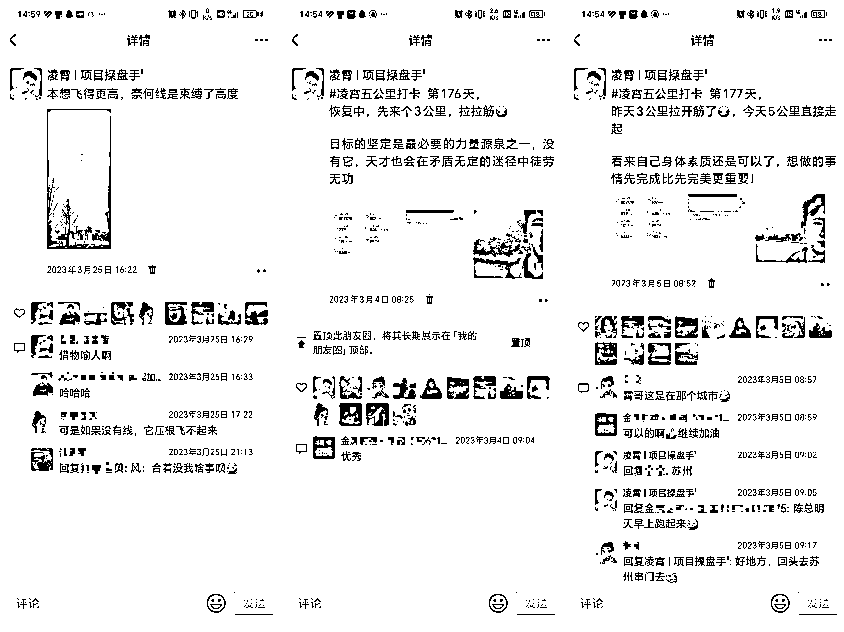 14:59
详情
凌霄 | 项目操盘手'
本想飞得更高，奈何线是束缚了高度
2023年3月25日 16:22
2023年3月25日 16:29
借物喻人啊
2023年3月25日 16:33
哈哈哈
2023年3月25日 17:22
可是如果没有线，它压根飞不起来
2023年3月25日 21:13
风：合着没我啥事呗
评论
发送
14:54
详情
凌霄 | 项目操盘手'
#凌霄五公里打卡 第176天，
恢复中，先来个3公里，拉拉筋
目标的坚定是最必要的力量源泉之一，没
有它，天才也会在矛盾无定的迷径中徒劳
无功
2023年3月4日 08:25
置顶此朋友圈，将其长期展示在「我的
朋友圈」顶部。
置顶
2023年3月4日 09:04
优秀
评论
发送
14:54
详情
凌霄 | 项目操盘手'
#凌霄五公里打卡 第177天，
昨天3公里拉开筋了，今天5公里直接走
起
看来自己身体素质还是可以了，想做的事
情先完成比先完美更重要！
2023年3月5日 08:52
2023年3月5日 08:57
霄哥这是在那个城市
2023年3月5日 08:59
可以的啊继续加油
凌霄 | 项目操盘手'
2023年3月5日 09:02
苏州
凌霄 | 项目操盘手'
2023年3月5日 09:05
回复金 陈总明
天早上跑起来
2023年3月5日 09:17
回复凌霄 | 项目操盘手': 好地方，回头去苏
州串门去
评论
发送